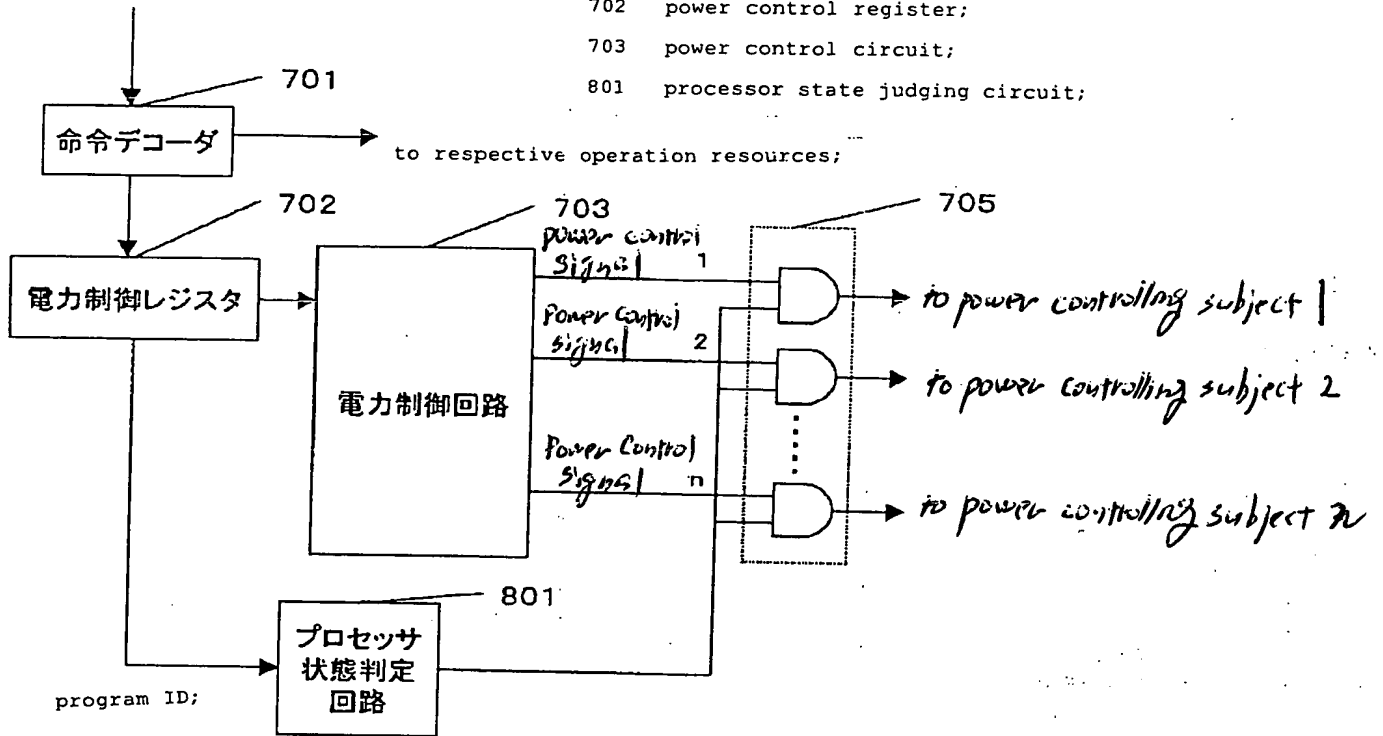 702 power control register;
703 power control circuit;
801 processor state judging circuit;
701
命令デコーダ
to respective operation resources;
702
703
705
電力制御レジスタ
電力制御回路
power control
signal 1
to power controlling subject 1
Power Control
signal 2
to power controlling subject 2
Power Control
signal n
to power controlling subject n
801
プロセッサ
状態判定
回路
program ID;